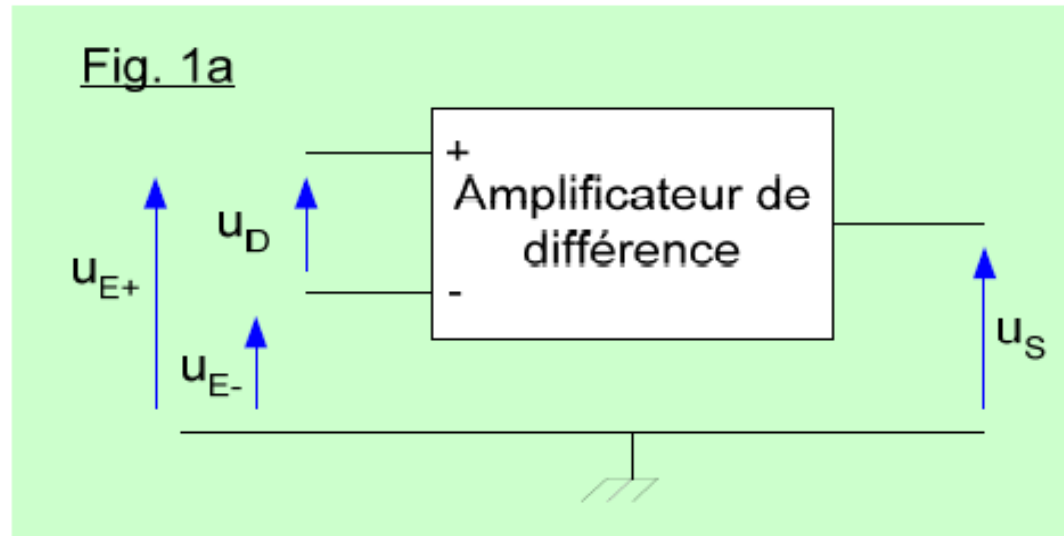 Fig. 1a
+
Amplificateur de
différence
-
u_D
u_E+
u_E-
u_S